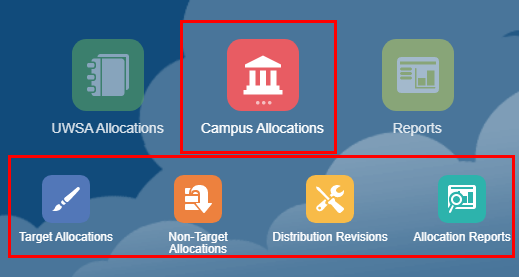 UWSA Allocations
Campus Allocations
Reports
Target Allocations
Non-Target
Allocations
Distribution Revisions
Allocation Reports